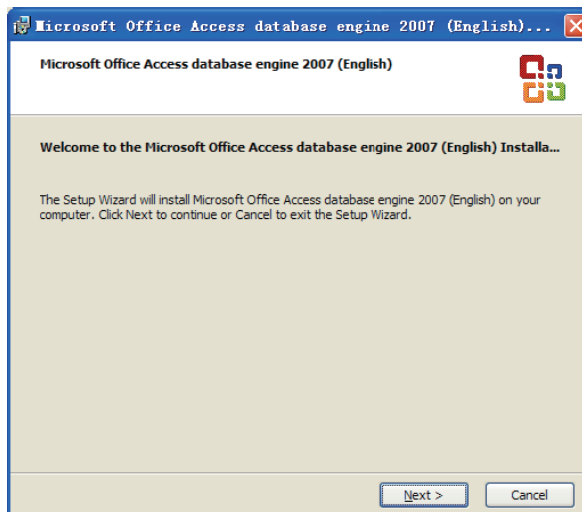 Microsoft Office Access database engine 2007 (English)...
Microsoft Office Access database engine 2007 (English)
Welcome to the Microsoft Office Access database engine 2007 (English) Installa...
The Setup Wizard will install Microsoft Office Access database engine 2007 (English) on your
computer. Click Next to continue or Cancel to exit the Setup Wizard.
Next >
Cancel